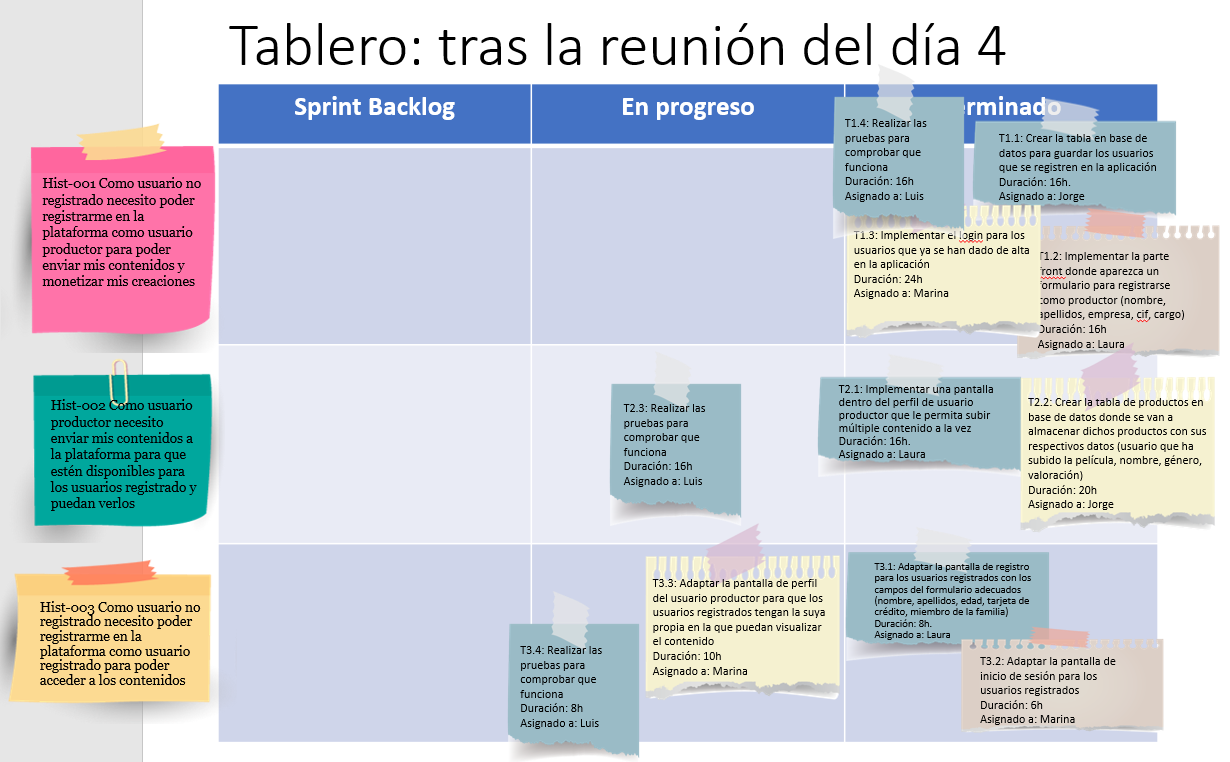 Tablero: tras la reunión del día 4
Sprint Backlog
En progreso
erminado
Hist-001 Como usuario no
registrado necesito poder
registrarme en la
plataforma como usuario
productor para poder
enviar mis contenidos y
monetizar mis creaciones
T1.4: Realizar las
pruebas para
comprobar que
funciona
Duración: 16h
Asignado a: Luis
T1.1: Crear la tabla en base de
datos para guardar los usuarios
que se registren en la aplicación
Duración: 16h.
Asignado a: Jorge
T1.3: Implementar el login para los
usuarios que ya se han dado de alta
en la aplicación
Duración: 24h
Asignado a: Marina
T1.2: Implementar la parte
front donde aparezca un
formulario para registrarse
como productor (nombre,
apellidos, empresa, cif, cargo)
Duración: 16h
Asignado a: Laura
Hist-002 Como usuario
productor necesito
enviar mis contenidos a
la plataforma para que
estén disponibles para
los usuarios registrado y
puedan verlos
T2.3: Realizar las
pruebas para
comprobar que
funciona
Duración: 16h
Asignado a: Luis
T2.1: Implementar una pantalla
dentro del perfil de usuario
productor que le permita subir
múltiple contenido a la vez
Duración: 16h.
Asignado a: Laura
T2.2: Crear la tabla de productos en
base de datos donde se van a
almacenar dichos productos con sus
respectivos datos (usuario que ha
subido la película, nombre, género,
valoración)
Duración: 20h
Asignado a: Jorge
Hist-003 Como usuario no
registrado necesito poder
registrarme en la
plataforma como usuario
registrado para poder
acceder a los contenidos
T3.4: Realizar las
pruebas para
comprobar que
funciona
Duración: 8h
Asignado a: Luis
T3.3: Adaptar la pantalla de perfil
del usuario productor para que los
usuarios registrados tengan la suya
propia en la que puedan visualizar
el contenido
Duración: 10h
Asignado a: Marina
T3.1: Adaptar la pantalla de registro
para los usuarios registrados con los
campos del formulario adecuados
(nombre, apellidos, edad, tarjeta de
crédito, miembro de la familia)
Duración: 8h.
Asignado a: Laura
T3.2: Adaptar la pantalla de
inicio de sesión para los
usuarios registrados
Duración: 6h
Asignado a: Marina